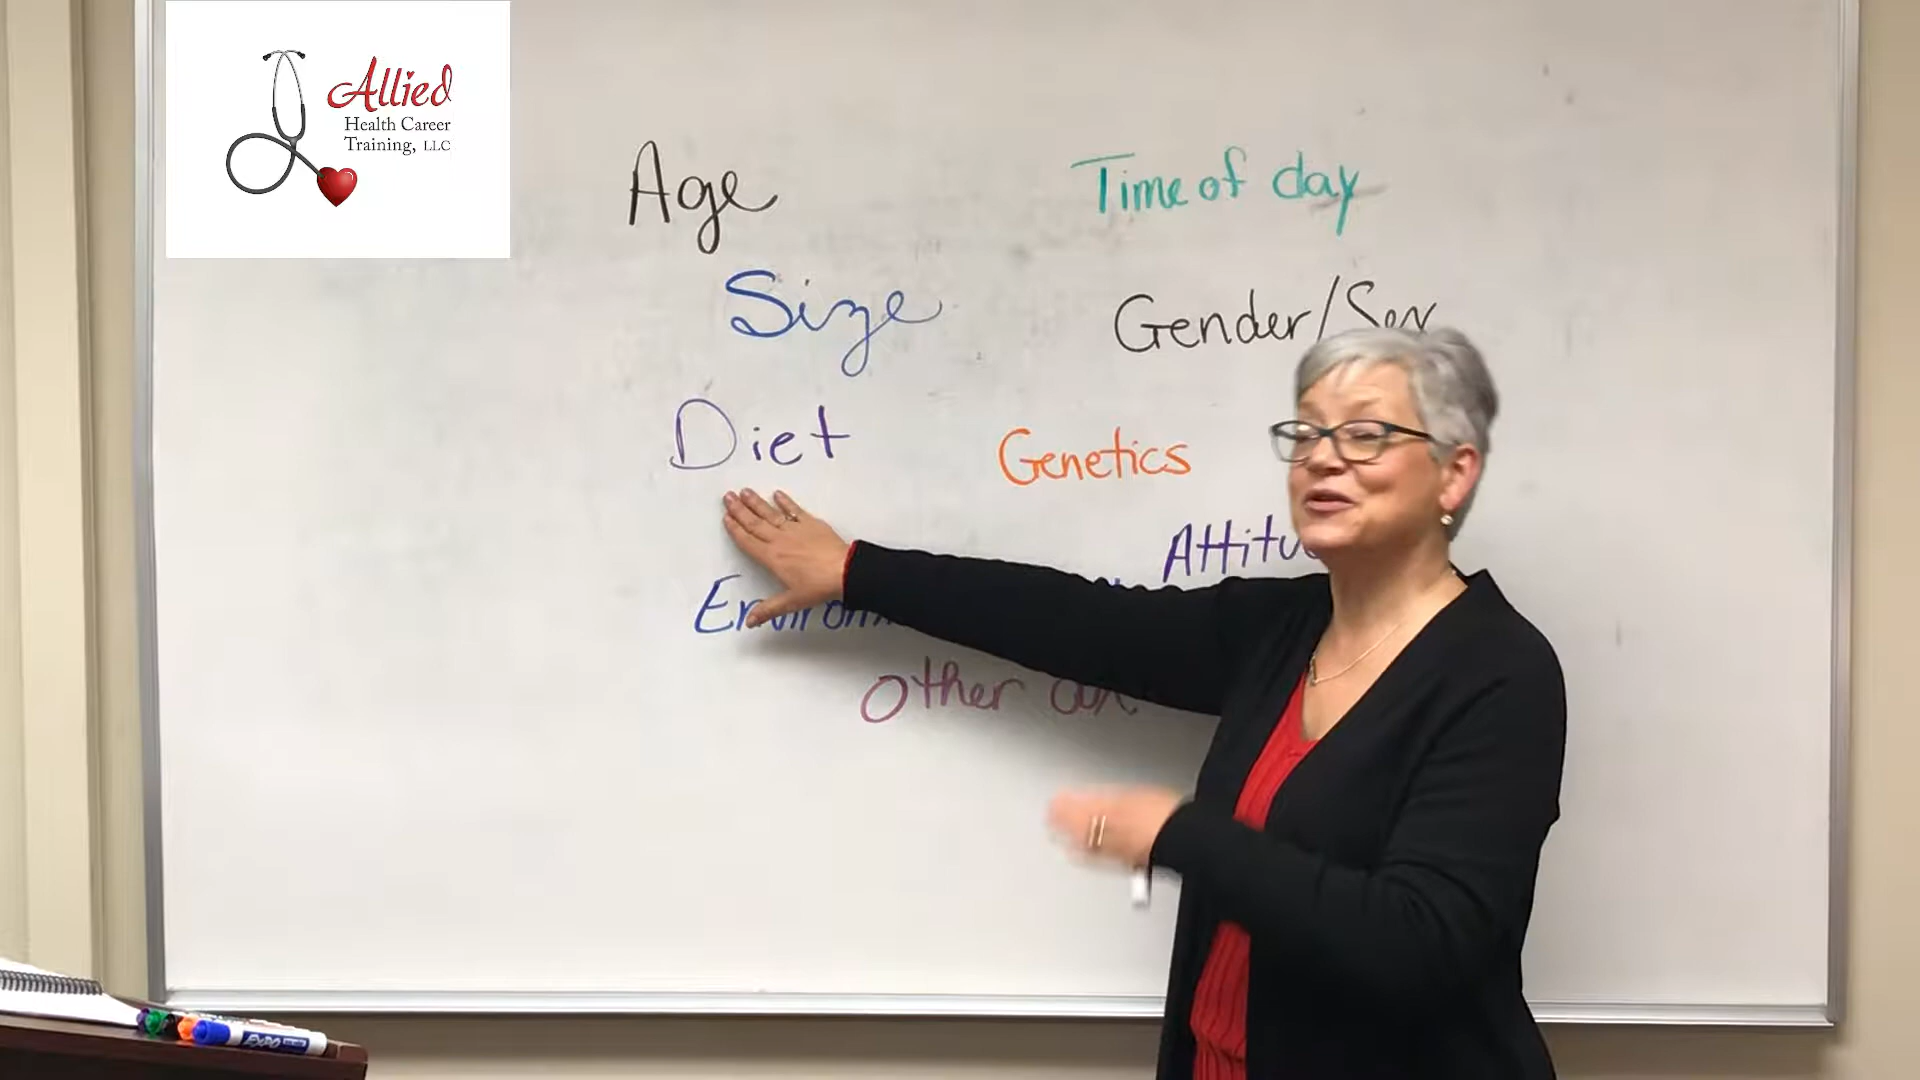 Allied
Health Career
Training, LLC
Age
Time of day
Size
Gender/Sex
Diet
Genetics
other
EXPO